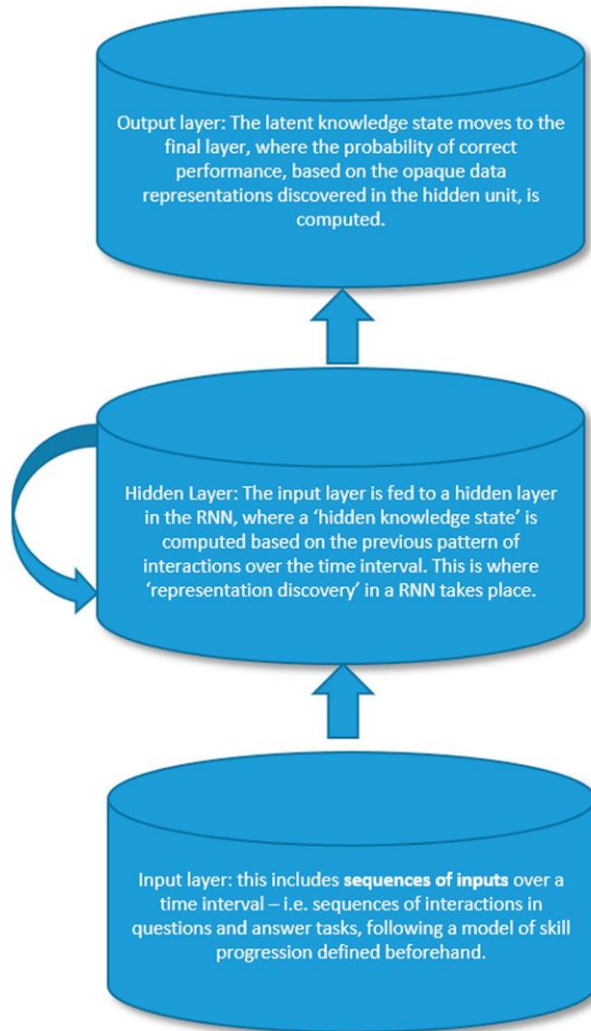 Output layer: The latent knowledge state moves to the
final layer, where the probability of correct
performance, based on the opaque data
representations discovered in the hidden unit, is
computed.
Hidden Layer: The input layer is fed to a hidden layer
in the RNN, where a ‘hidden knowledge state’ is
computed based on the previous pattern of
interactions over the time interval. This is where
‘representation discovery’ in a RNN takes place.
Input layer: this includes sequences of inputs over a
time interval – i.e. sequences of interactions in
questions and answer tasks, following a model of skill
progression defined beforehand.